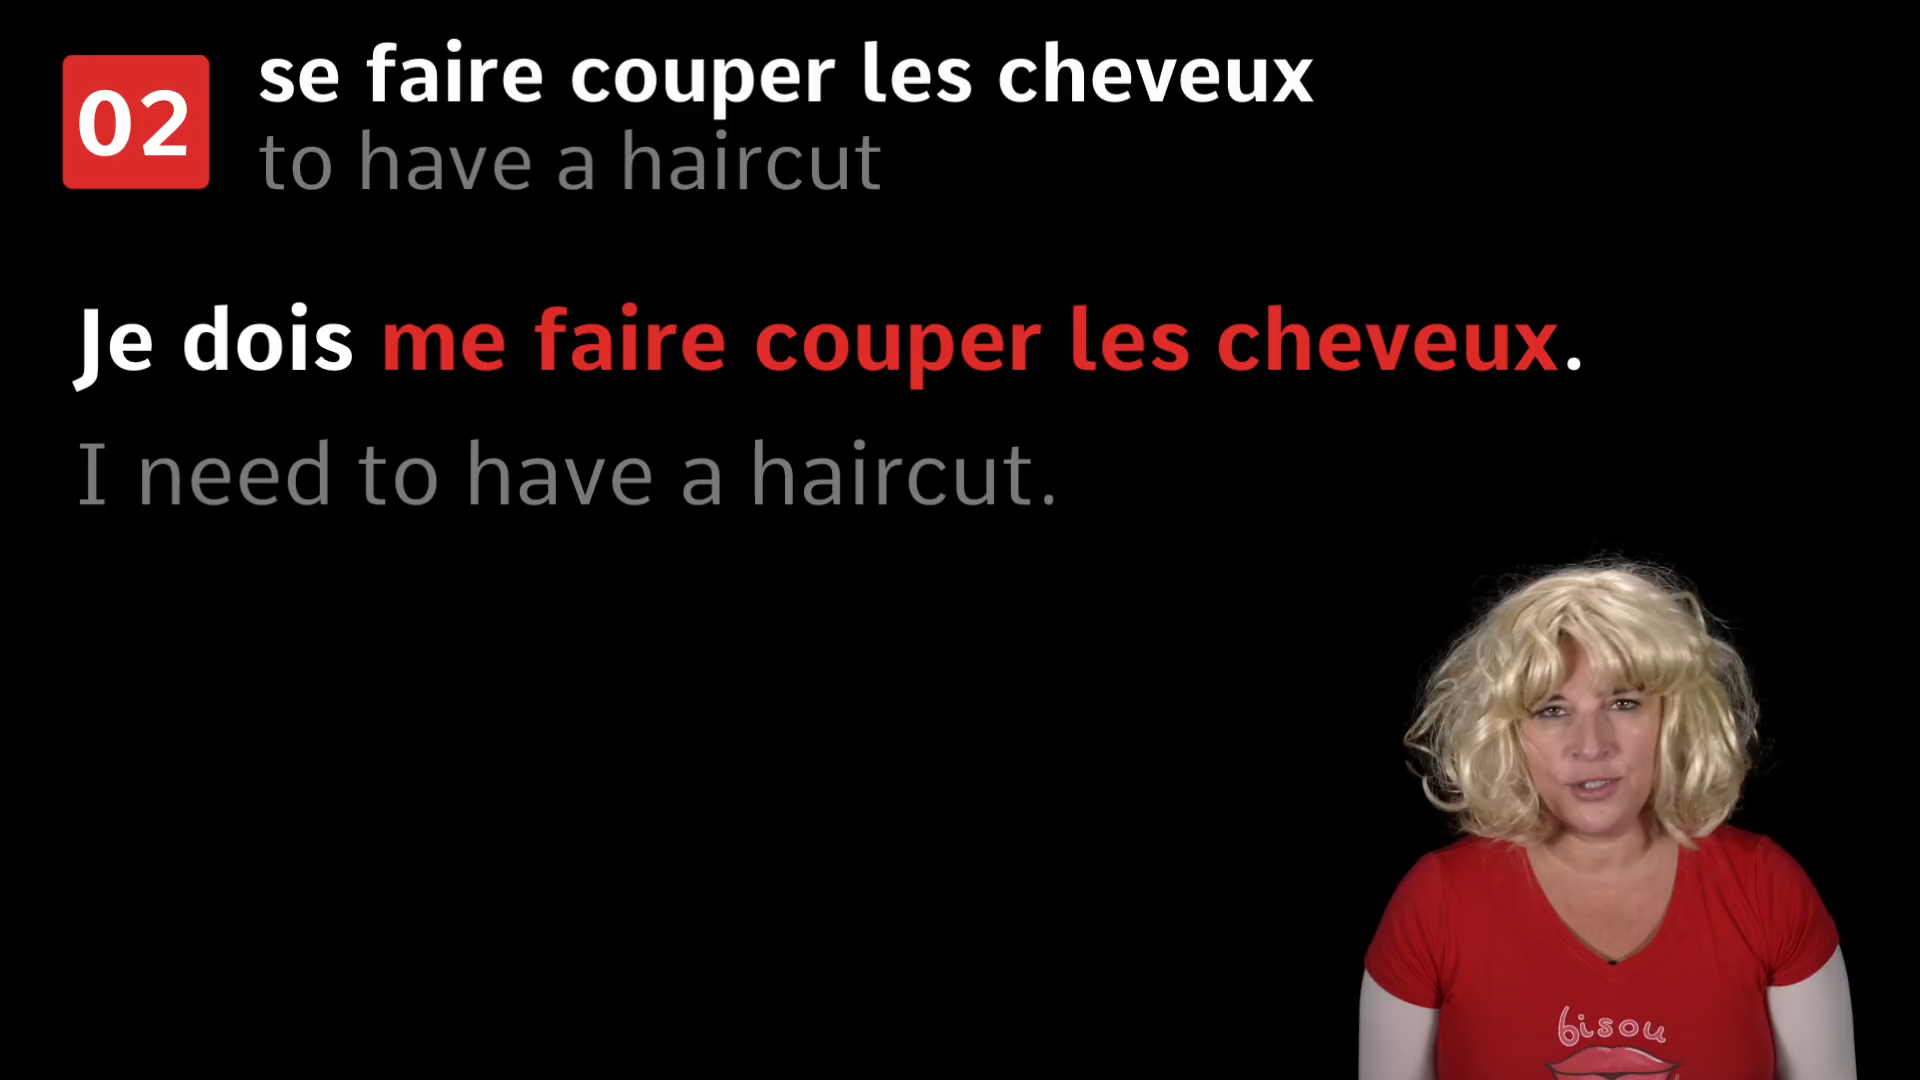 02
se faire couper les cheveux
to have a haircut
Je dois me faire couper les cheveux.
I need to have a haircut.
bisou